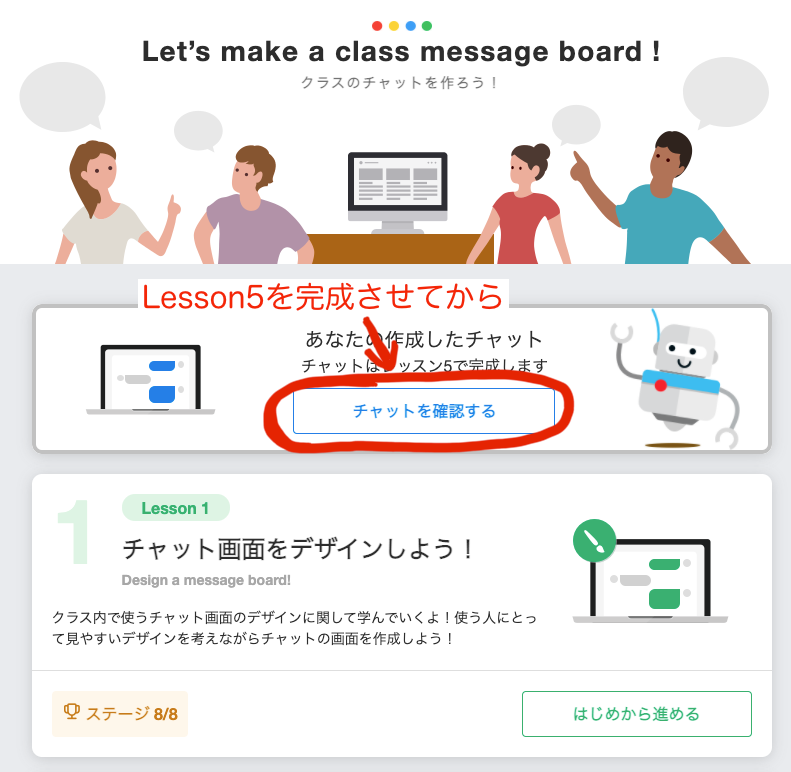 Let’s make a class message board !
クラスのチャットを作ろう！
Lesson5を完成させてから
あなたの作成したチャット
チャットはレッスン5で完成します
チャットを確認する
1
Lesson 1
チャット画面をデザインしよう！
Design a message board!
クラス内で使うチャット画面のデザインに関して学んでいくよ！使う人にとっ
て見やすいデザインを考えながらチャットの画面を作成しよう！
ステージ 8/8
はじめから進める